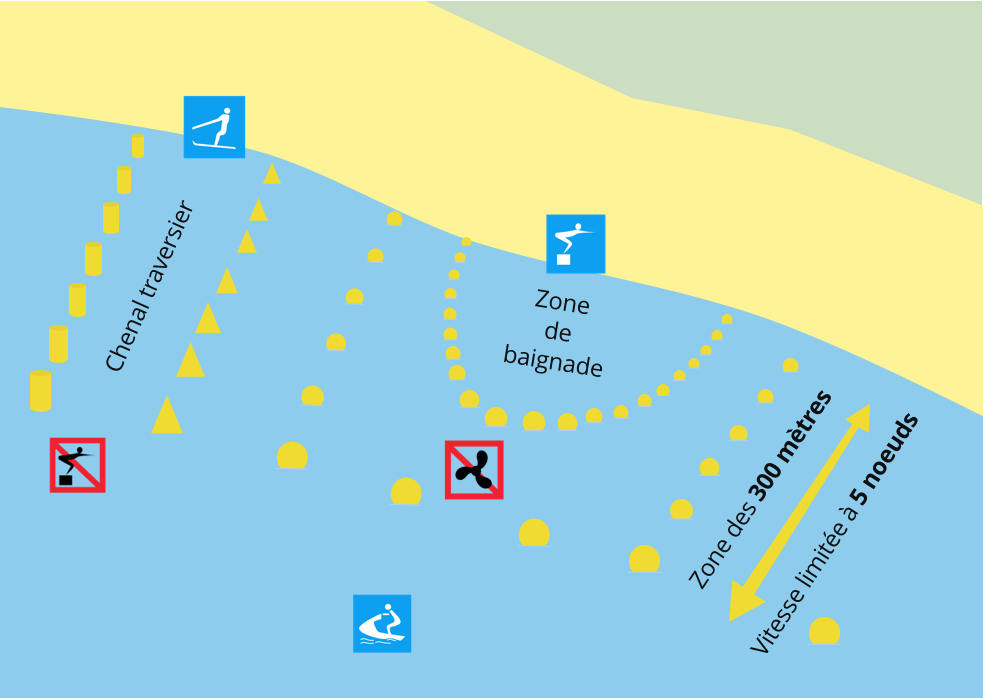 Chenal traversier
Zone
de
baignade
Zone des 300 mètres
Vitesse limitée à 5 noeuds